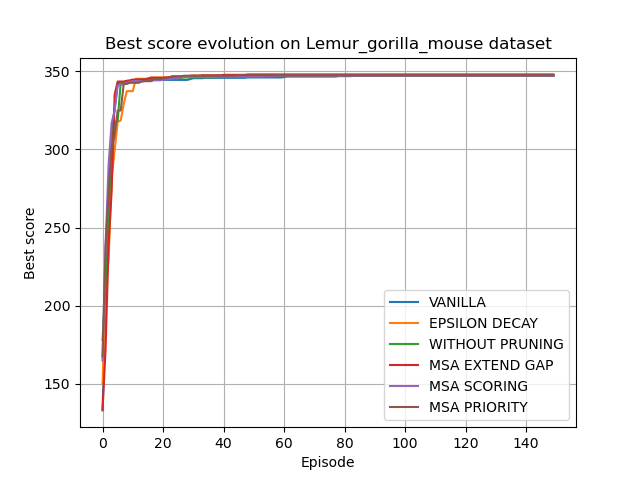 Best score evolution on Lemur_gorilla_mouse dataset
Best score
350
300
250
200
150
0 20 40 60 80 100 120 140
Episode
VANILLA
EPSILON DECAY
WITHOUT PRUNING
MSA EXTEND GAP
MSA SCORING
MSA PRIORITY